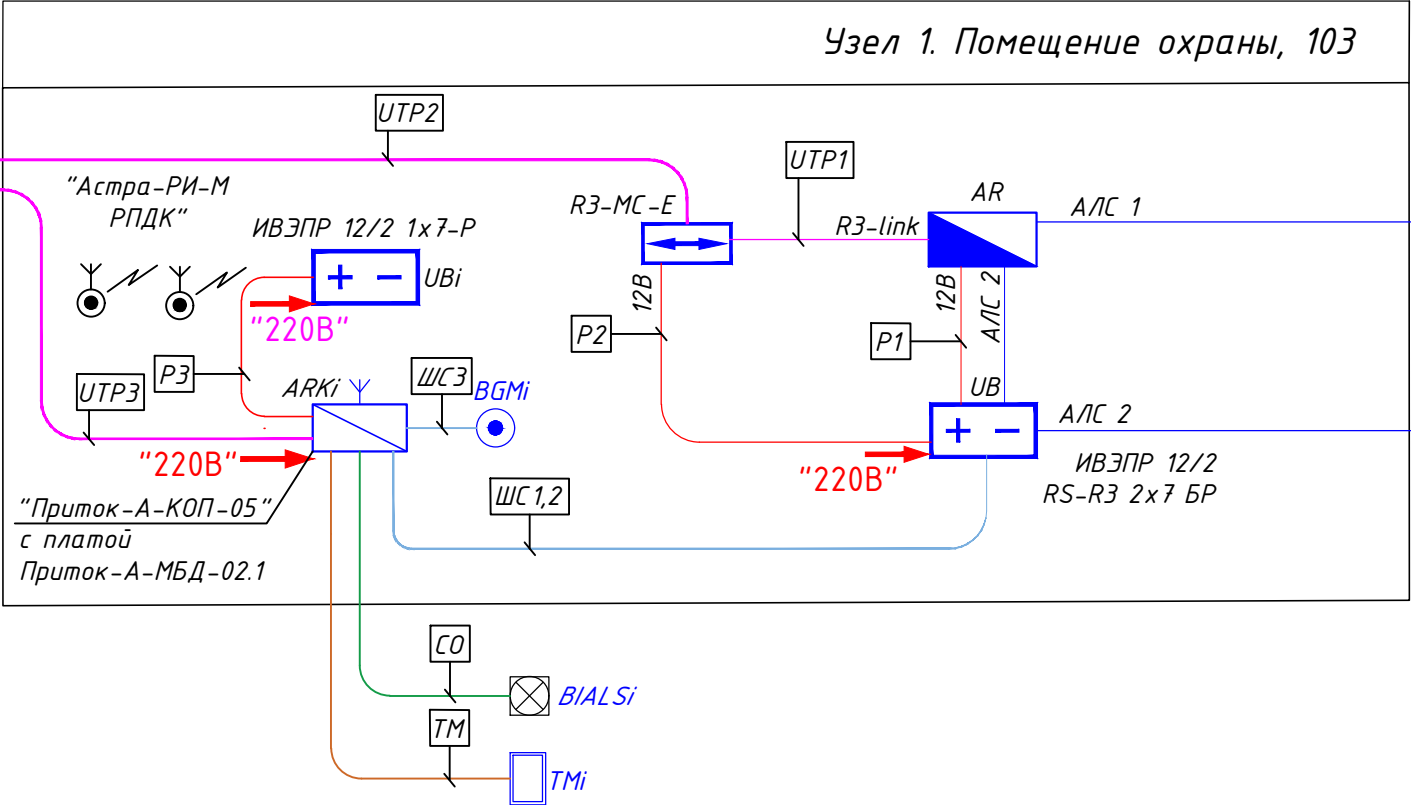 Узел 1. Помещение охраны, 103
UTP2
UTP1
"Астра-РИ-М
РПДК"
ИВЭПР 12/2 1х7-Р
UBi
"220В"
R3-МС-Е
R3-link
AR
АЛС 1
12В
12В
АЛС 2
P2
P1
P3
UTP3
ARKi
ШС3
BGMi
UB
АЛС 2
"220В"
"220В"
ИВЭПР 12/2
RS-R3 2х7 БР
"Приток-А-КОП-05"
с платой
Приток-А-МБД-02.1
ШС1,2
СО
BIALSi
ТМ
TMi